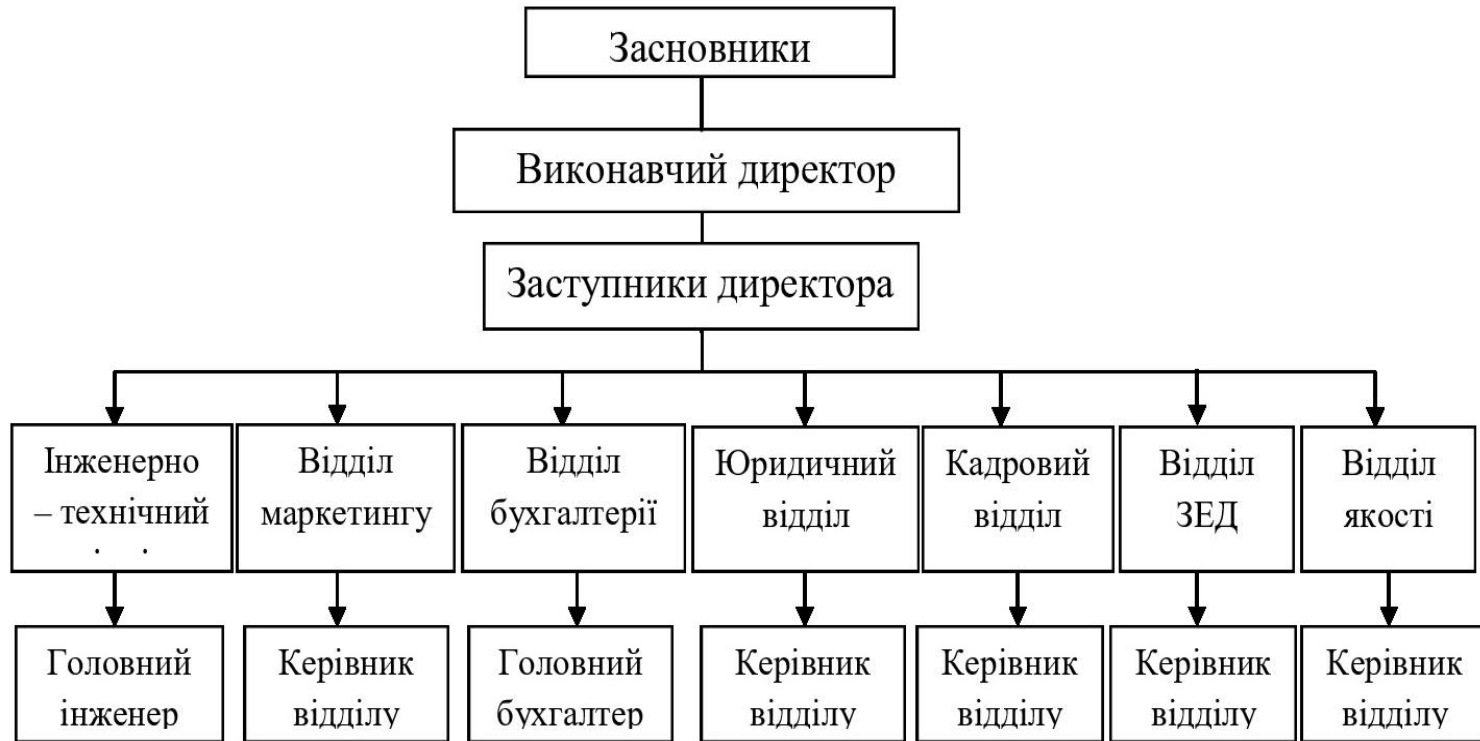 Засновники
Виконавчий директор
Заступники директора
Інженерно
– технічний
Відділ
маркетингу
Відділ
бухгалтерії
Юридичний
відділ
Кадровий
відділ
Відділ
ЗЕД
Відділ
якості
Головний
інженер
Керівник
відділу
Головний
бухгалтер
Керівник
відділу
Керівник
відділу
Керівник
відділу
Керівник
відділу